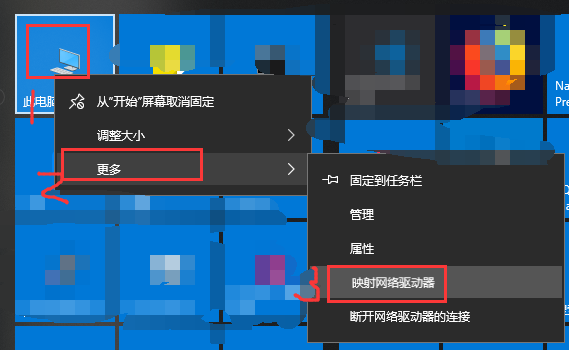 此电脑
从"开始"屏幕取消固定
调整大小
更多
固定到任务栏
管理
属性
映射网络驱动器
断开网络驱动器的连接
Na
Pre
1
2
3